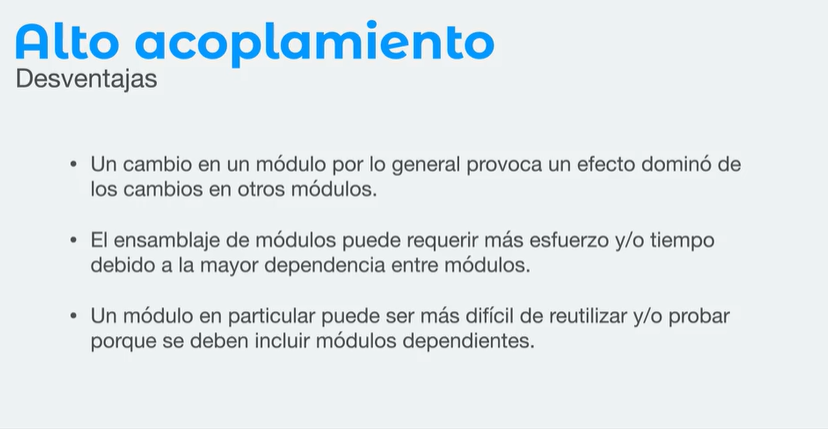 Alto acoplamiento
Desventajas
• Un cambio en un módulo por lo general provoca un efecto dominó de
los cambios en otros módulos.
• El ensamblaje de módulos puede requerir más esfuerzo y/o tiempo
debido a la mayor dependencia entre módulos.
• Un módulo en particular puede ser más difícil de reutilizar y/o probar
porque se deben incluir módulos dependientes.